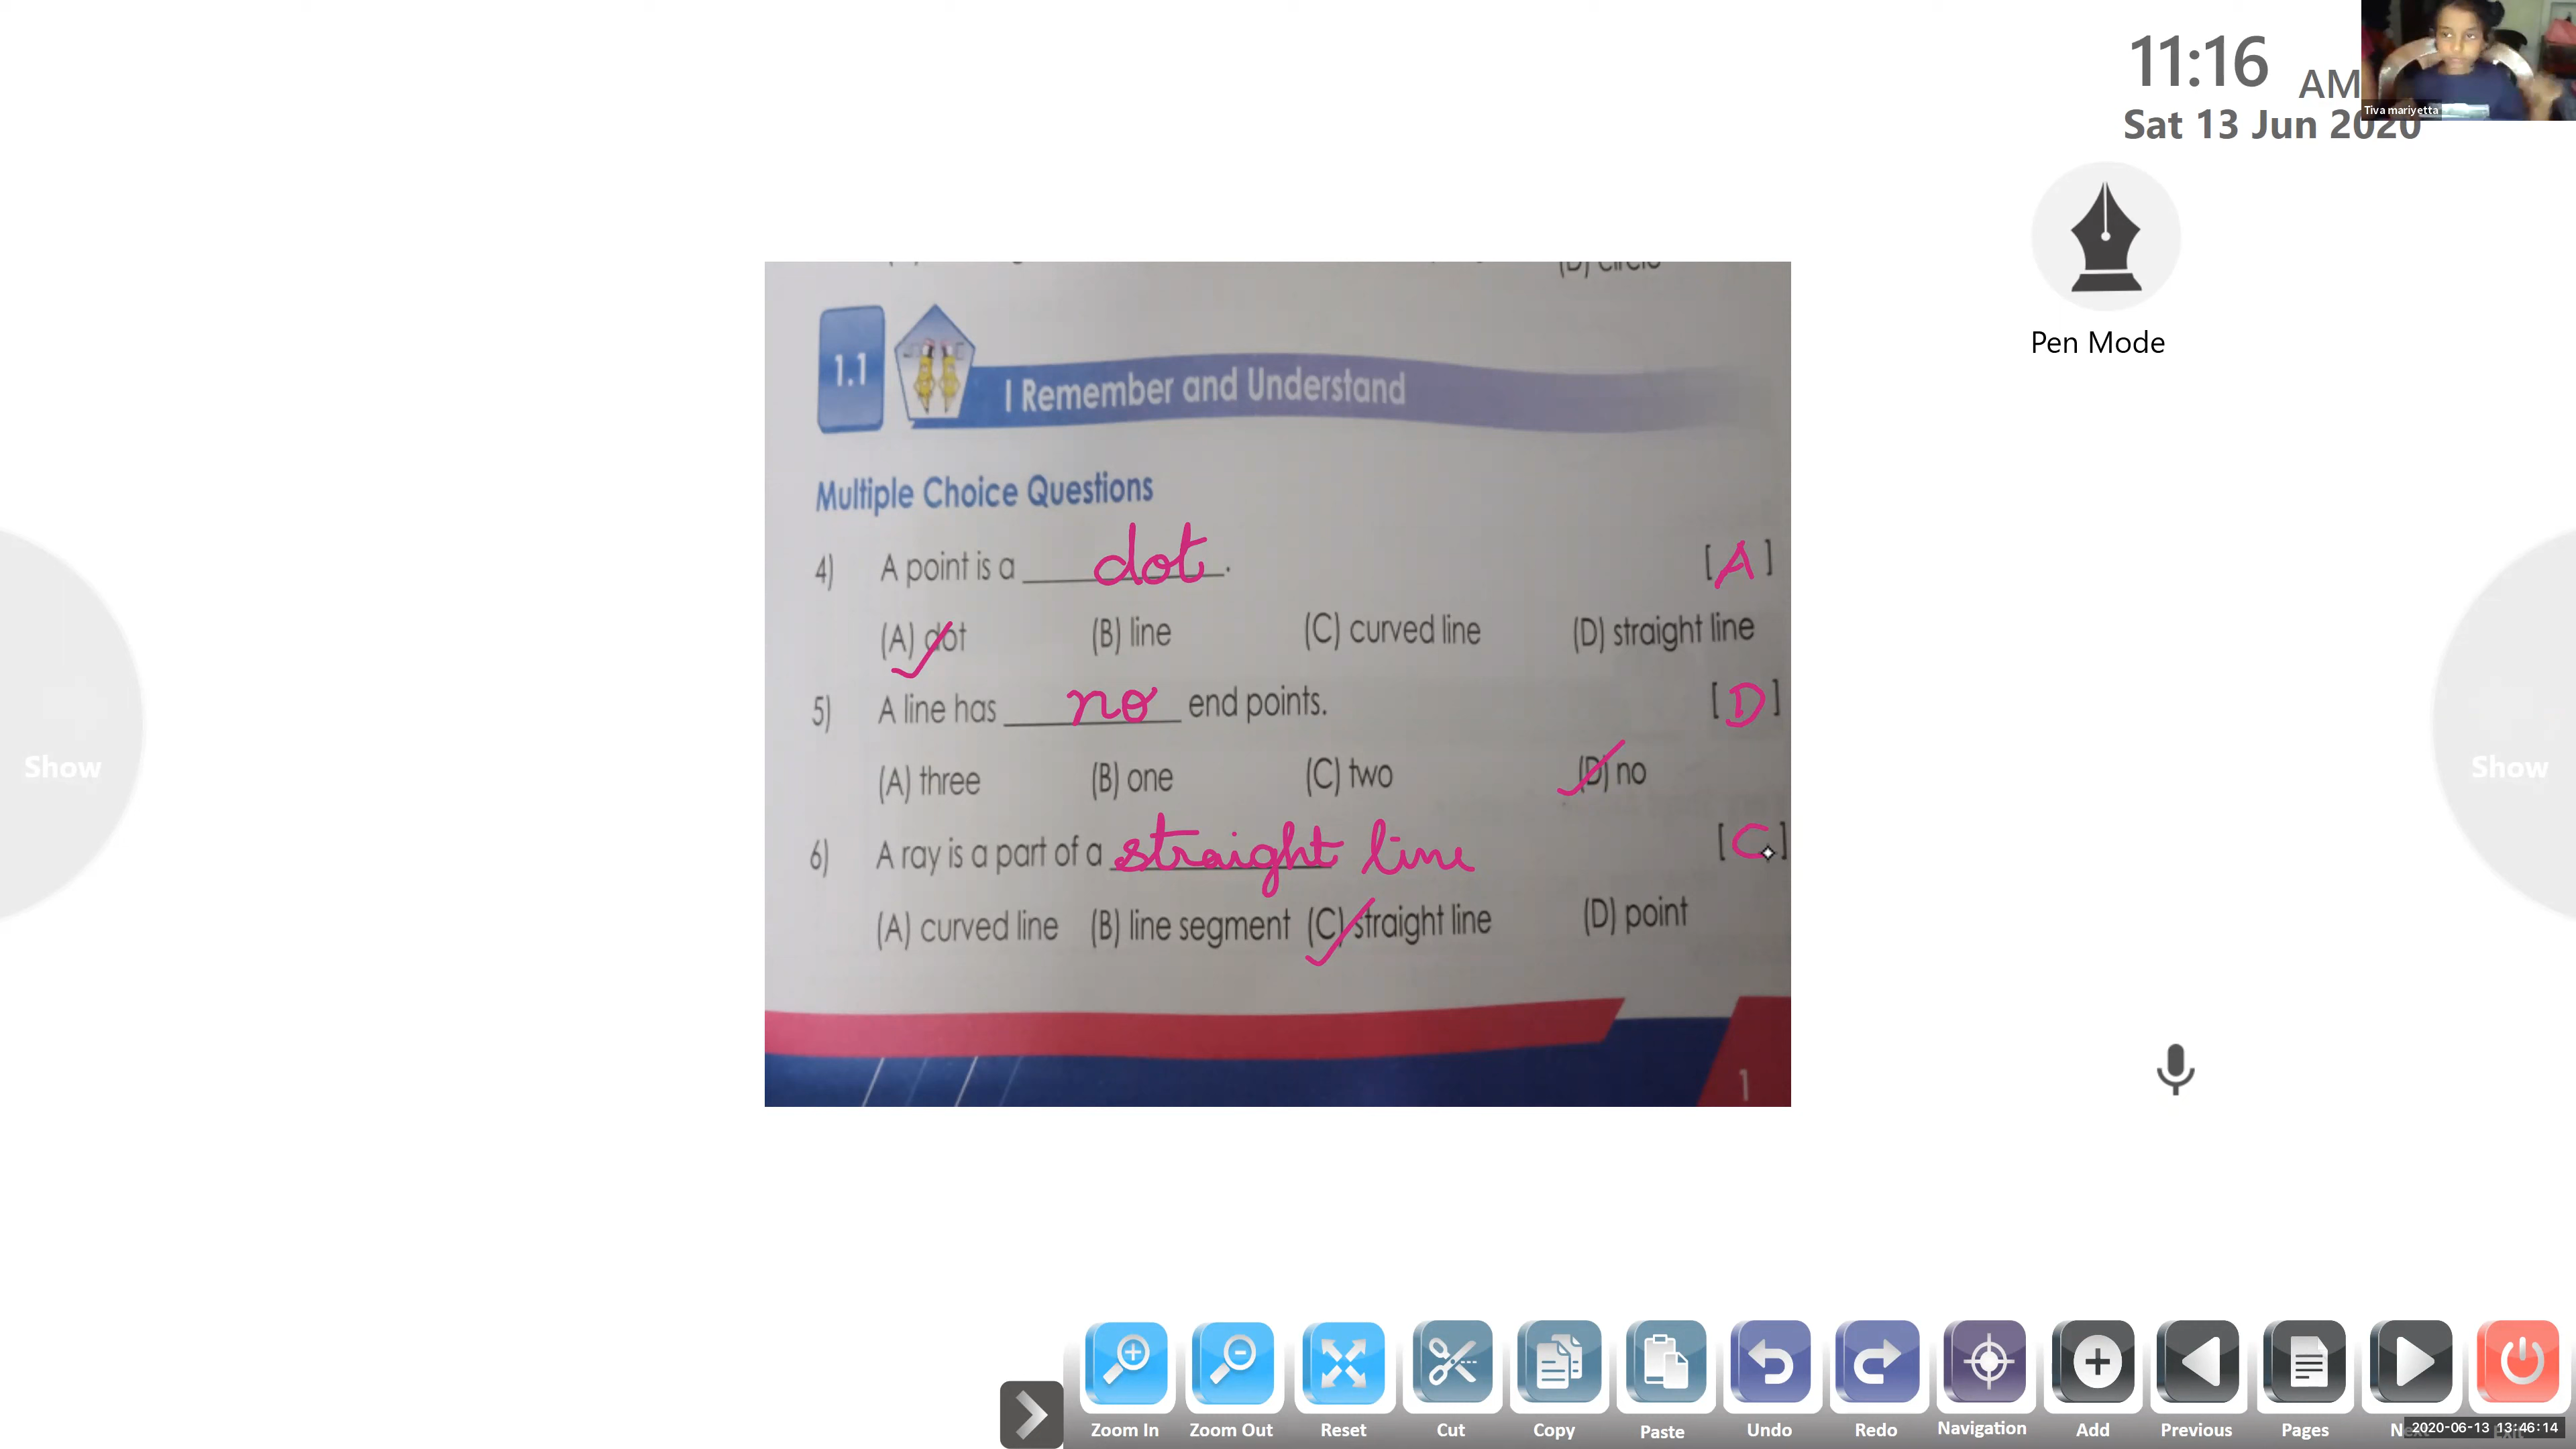 11:16 AM
Tiva mariyetta
Sat 13 Jun 2020
Pen Mode
(D) circle
1.1 I Remember and Understand
Multiple Choice Questions
4) A point is a dot. [A]
(A) dot (B) line (C) curved line (D) straight line
5) A line has no end points. [D]
(A) three (B) one (C) two (D) no
6) A ray is a part of a straight line [C]
(A) curved line (B) line segment (C) straight line (D) point
1
Show Show
Zoom In Zoom Out Reset Cut Copy Paste Undo Redo Navigation Add Previous Pages
2020-06-13 13:46:14